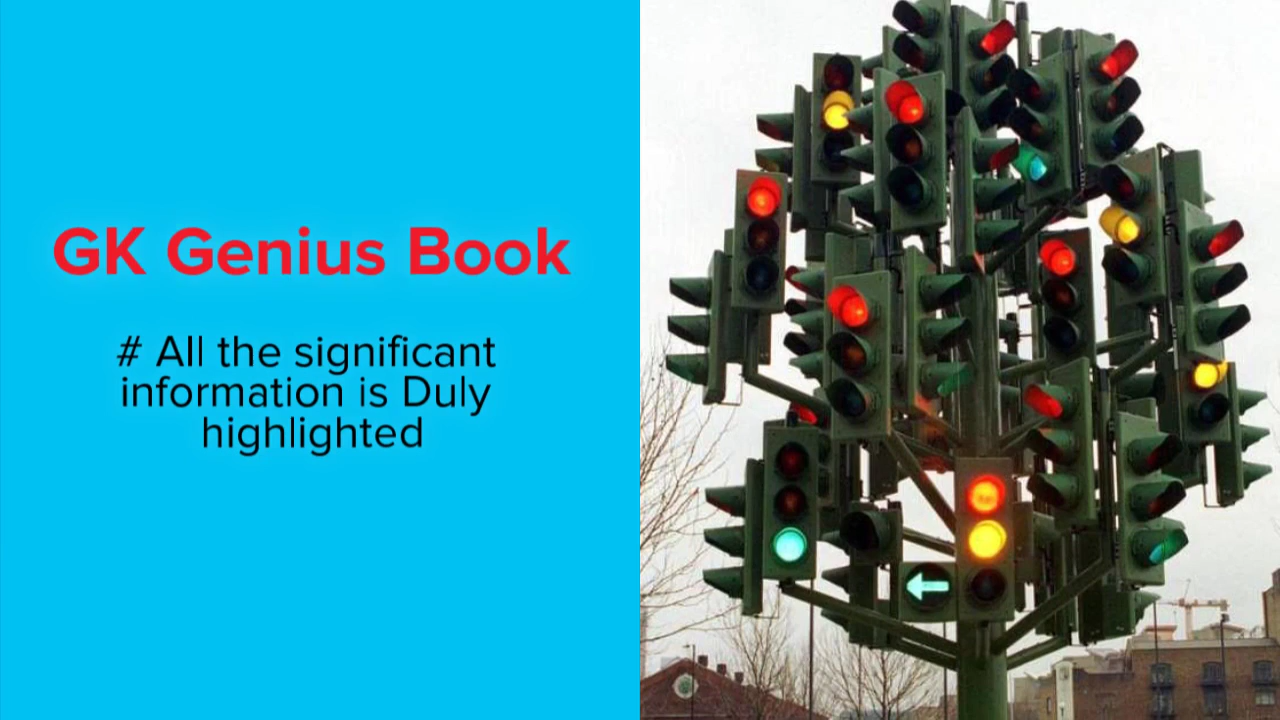 GK Genius Book
# All the significant
information is Duly
highlighted